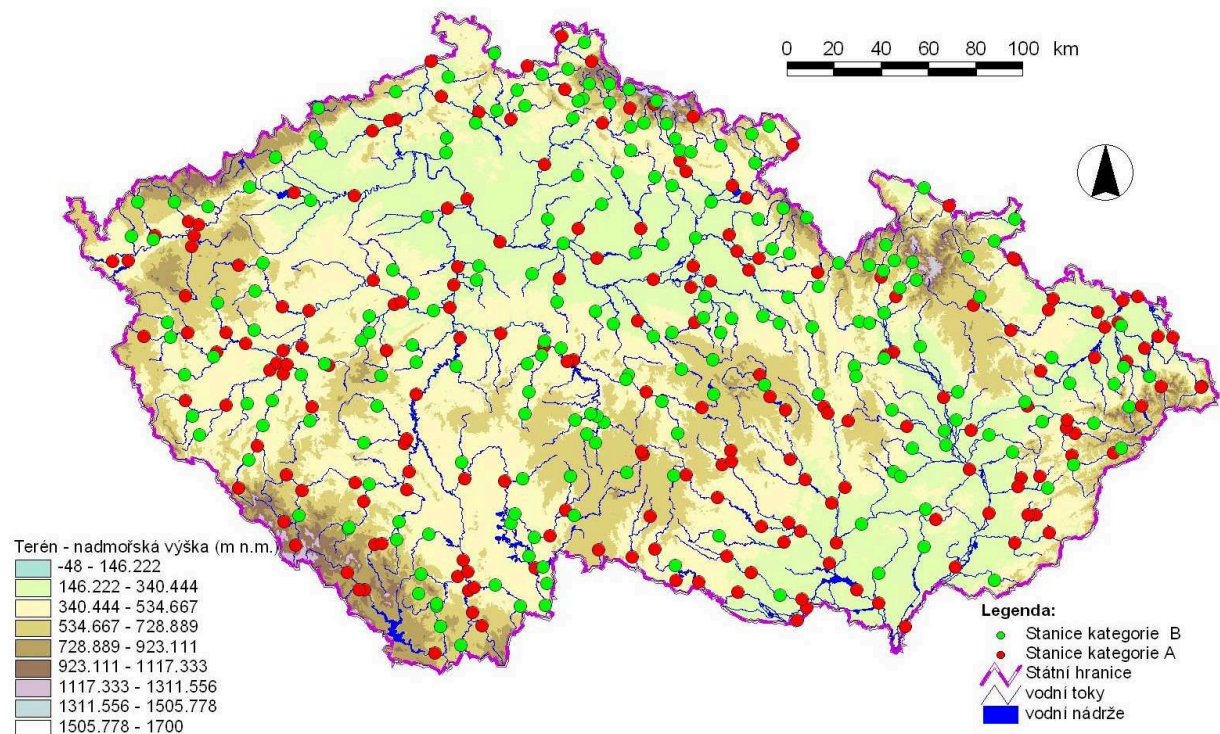 0 20 40 60 80 100 km
Terén - nadmořská výška (m n.m.)
-48 - 146.222
146.222 - 340.444
340.444 - 534.667
534.667 - 728.889
728.889 - 923.111
923.111 - 1117.333
1117.333 - 1311.556
1311.556 - 1505.778
1505.778 - 1700
Legenda:
Stanice kategorie B
Stanice kategorie A
Státní hranice
vodní toky
vodní nádrže